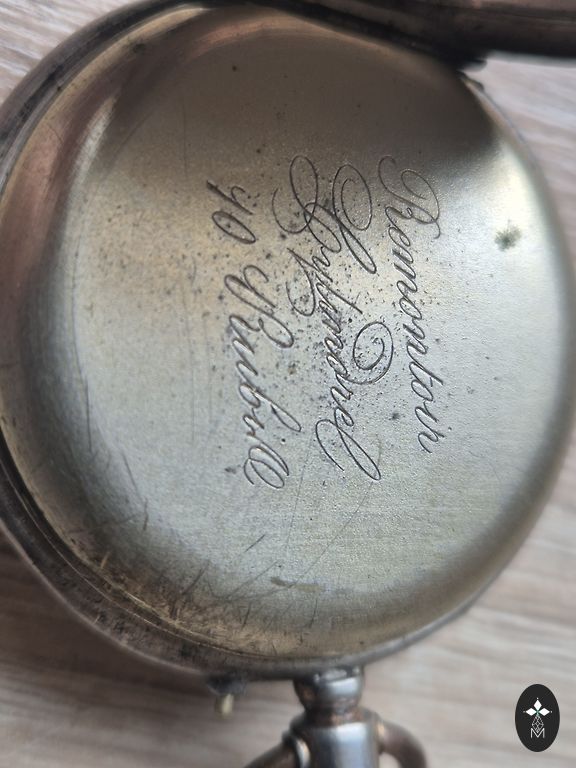 Remontoir
Cylindre
10 Rubis
M